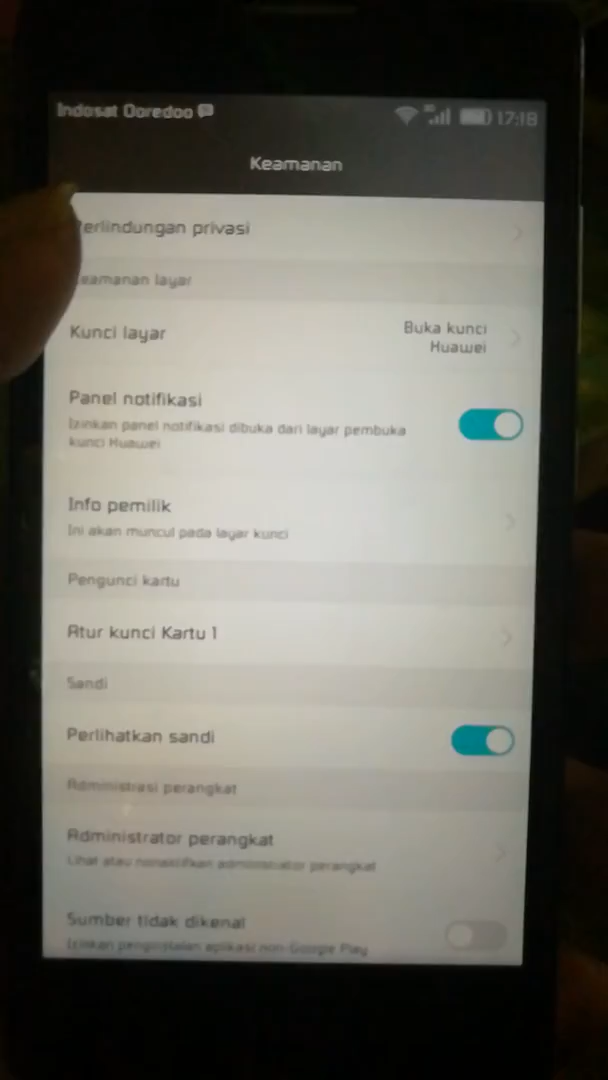 Indosat Ooredoo
3G
17:18
Keamanan
Perlindungan privasi
Keamanan layar
Kunci layar
Buka kunci
Huawei
Panel notifikasi
Izinkan panel notifikasi dibuka dari layar pembuka
kunci Huawei
Info pemilik
Ini akan muncul pada layar kunci
Pengunci kartu
Atur kunci Kartu 1
Sandi
Perlihatkan sandi
Administrasi perangkat
Administrator perangkat
Lihat atau nonaktifkan administrator perangkat
Sumber tidak dikenal
Izinkan penginstalan aplikasi non-Google Play